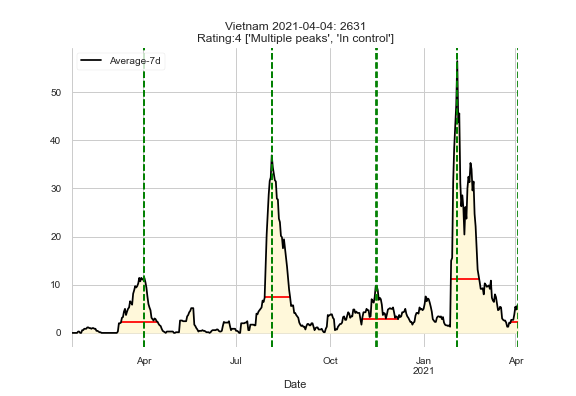 Vietnam 2021-04-04: 2631
Rating:4 ['Multiple peaks', 'In control']
Average-7d
50
40
30
20
10
0
Apr
Jul
Oct
Jan
2021
Apr
Date